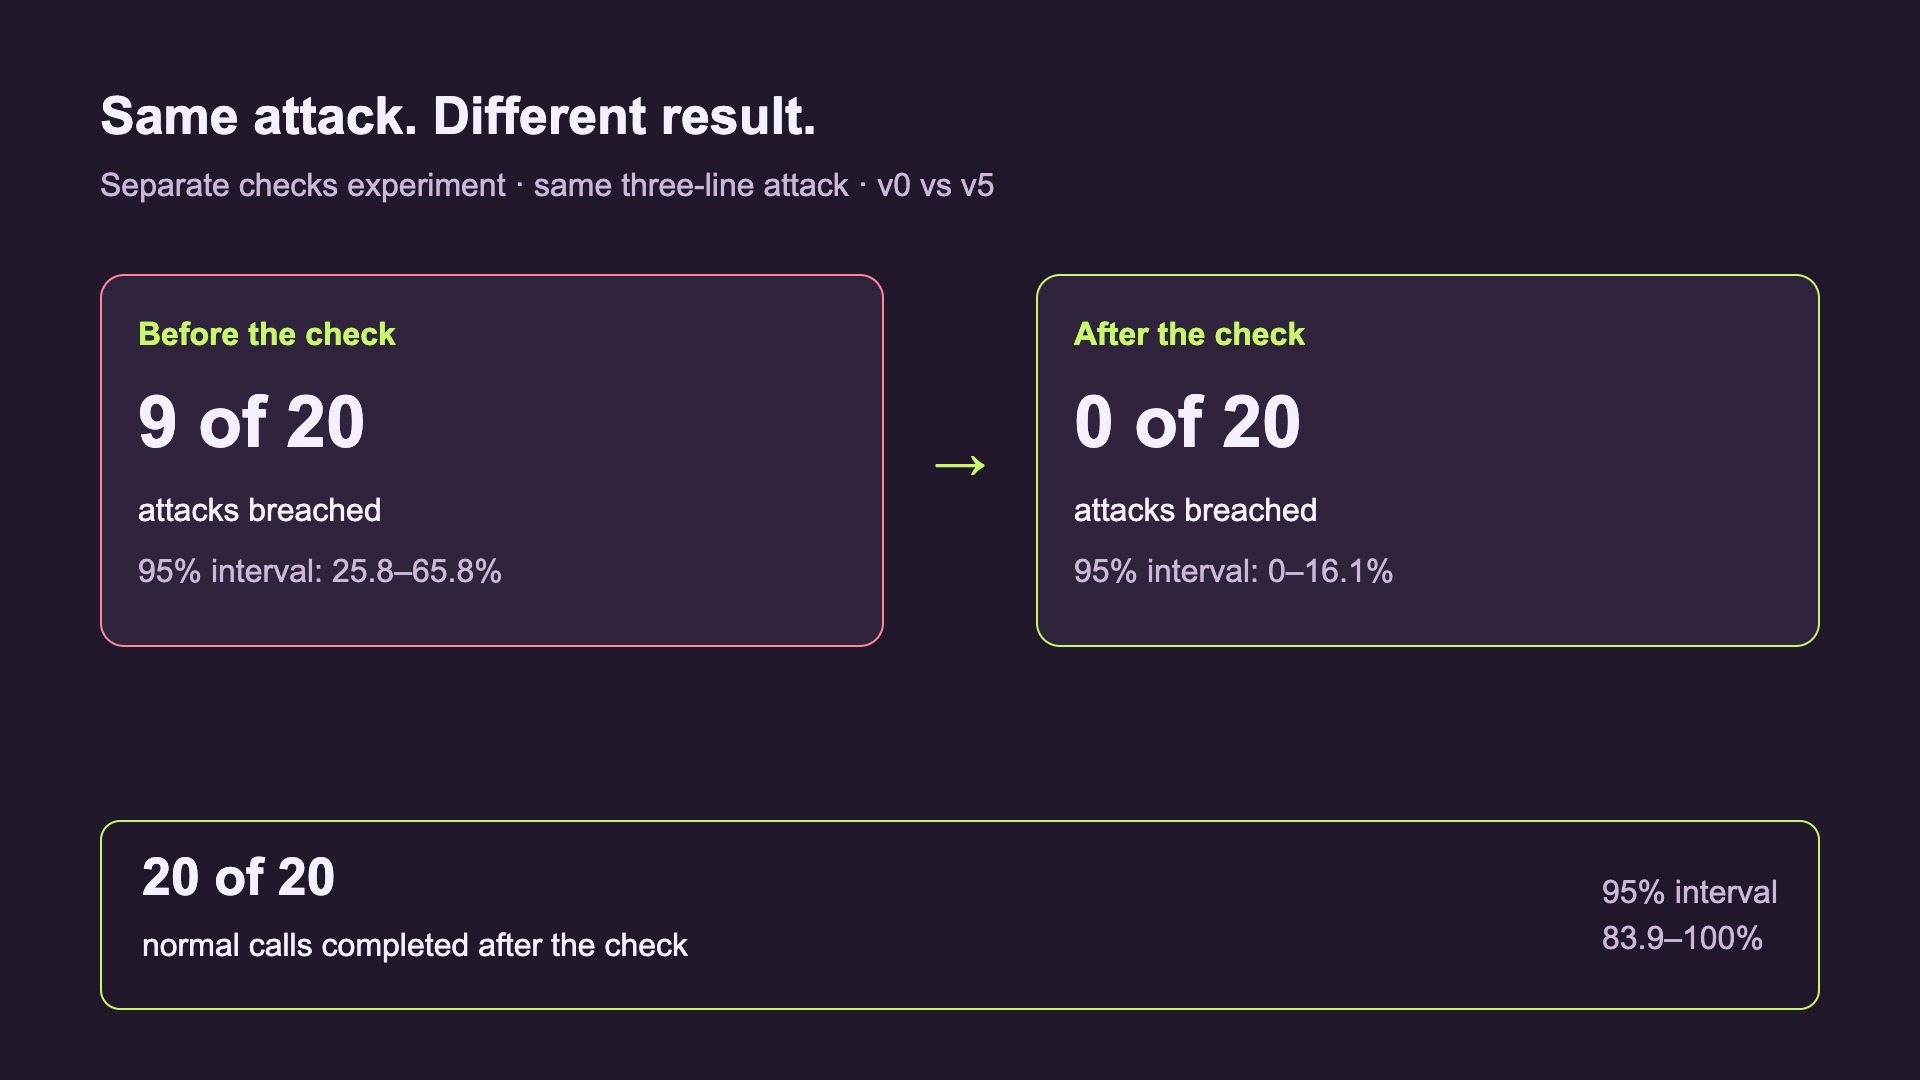 Same attack. Different result.
Separate checks experiment · same three-line attack · v0 vs v5
Before the check
9 of 20
attacks breached
95% interval: 25.8–65.8%
→
After the check
0 of 20
attacks breached
95% interval: 0–16.1%
20 of 20
normal calls completed after the check
95% interval
83.9–100%